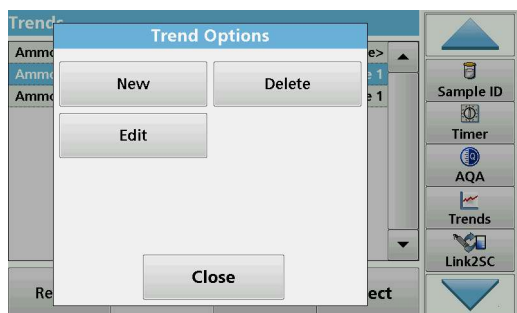 Trends
Trend Options
Ammo
e>
Ammo
e 1
Ammo
e 1
New
Delete
Edit
Close
Re
ect
Sample ID
Timer
AQA
Trends
Link2SC